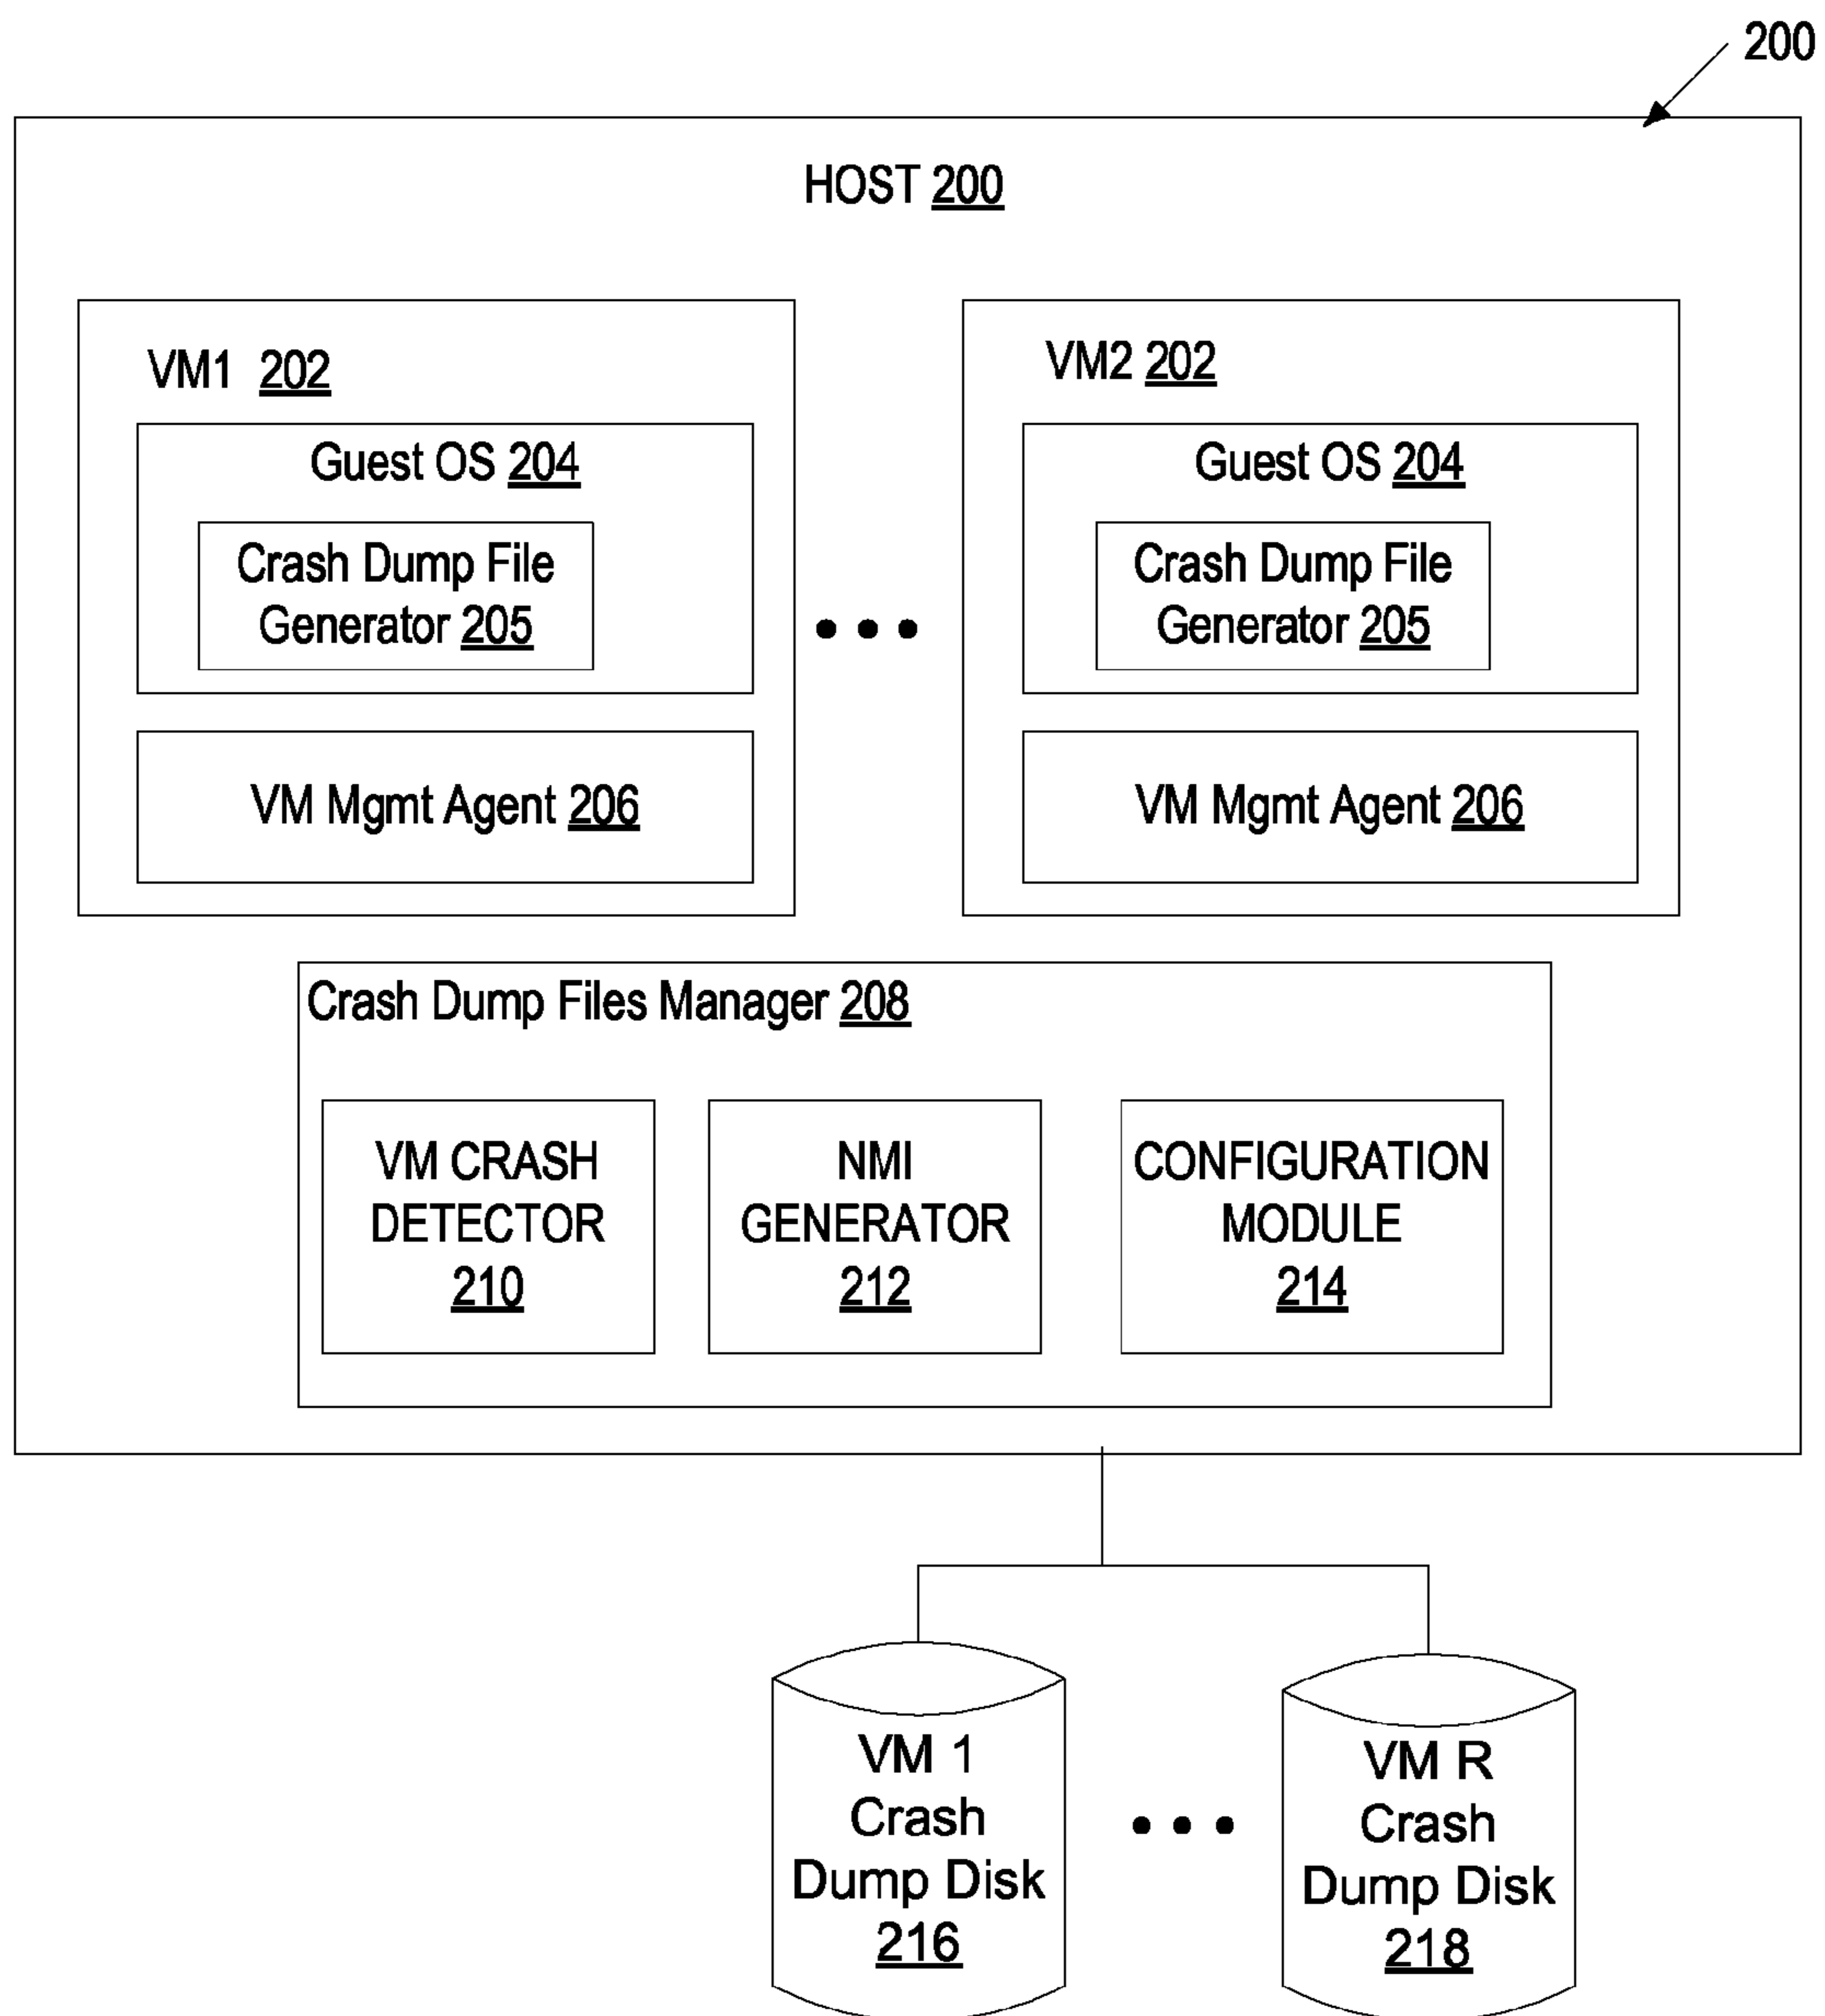 200
HOST 200
VM1 202
Guest OS 204
Crash Dump File
Generator 205
VM Mgmt Agent 206
VM2 202
Guest OS 204
Crash Dump File
Generator 205
VM Mgmt Agent 206
Crash Dump Files Manager 208
VM CRASH
DETECTOR
210
NMI
GENERATOR
212
CONFIGURATION
MODULE
214
VM 1
Crash
Dump Disk
216
VM R
Crash
Dump Disk
218